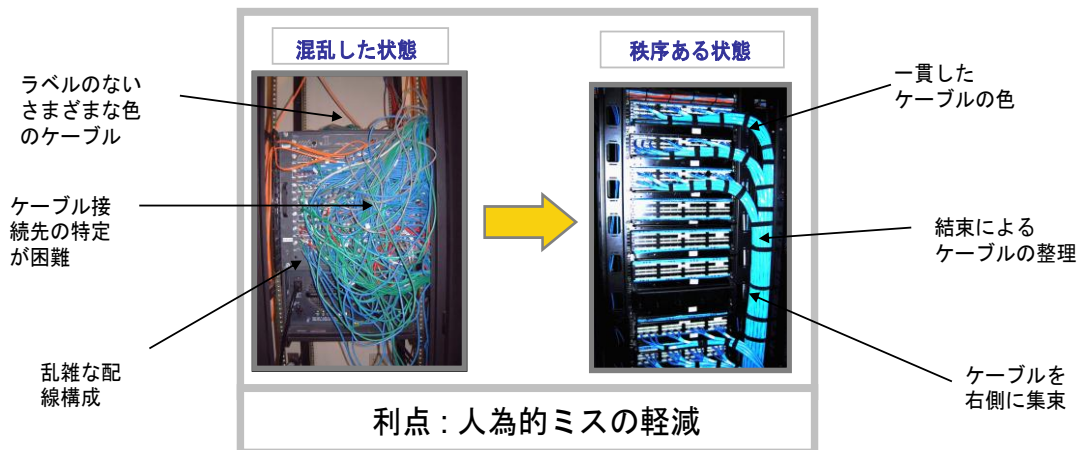 混乱した状態
秩序ある状態
ラベルのない
さまざまな色
のケーブル
ケーブル接
続先の特定
が困難
乱雑な配
線構成
一貫した
ケーブルの色
結束による
ケーブルの整理
ケーブルを
右側に集束
利点 : 人為的ミスの軽減